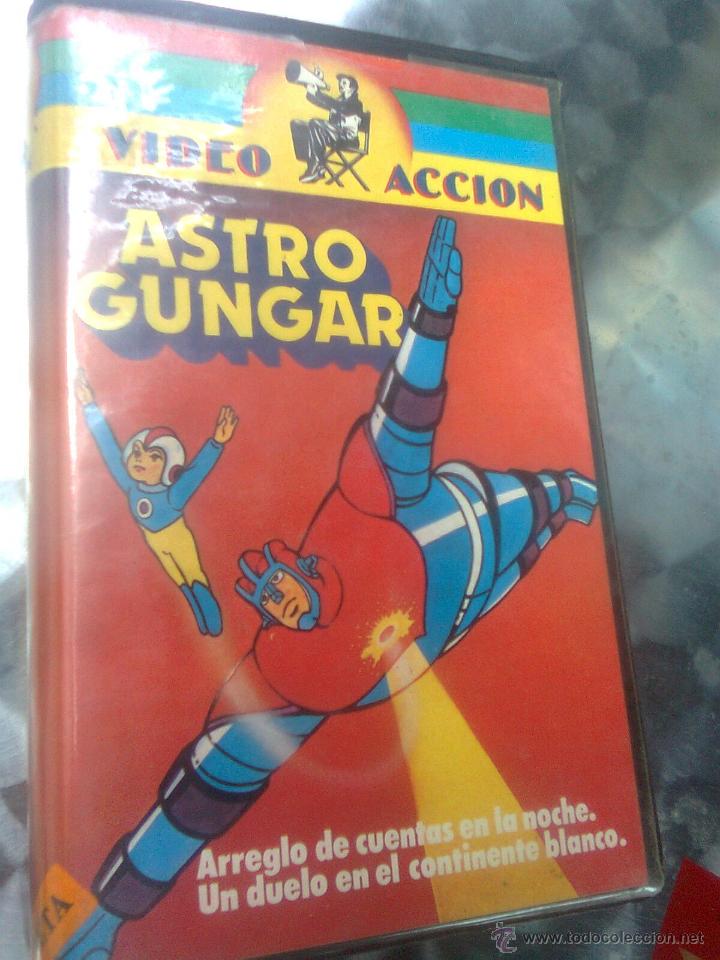 VIDEO ACCION
ASTRO
GUNGAR
Arreglo de cuentas en la noche.
Un duelo en el continente blanco.
TA
© www.todocoleccion.net